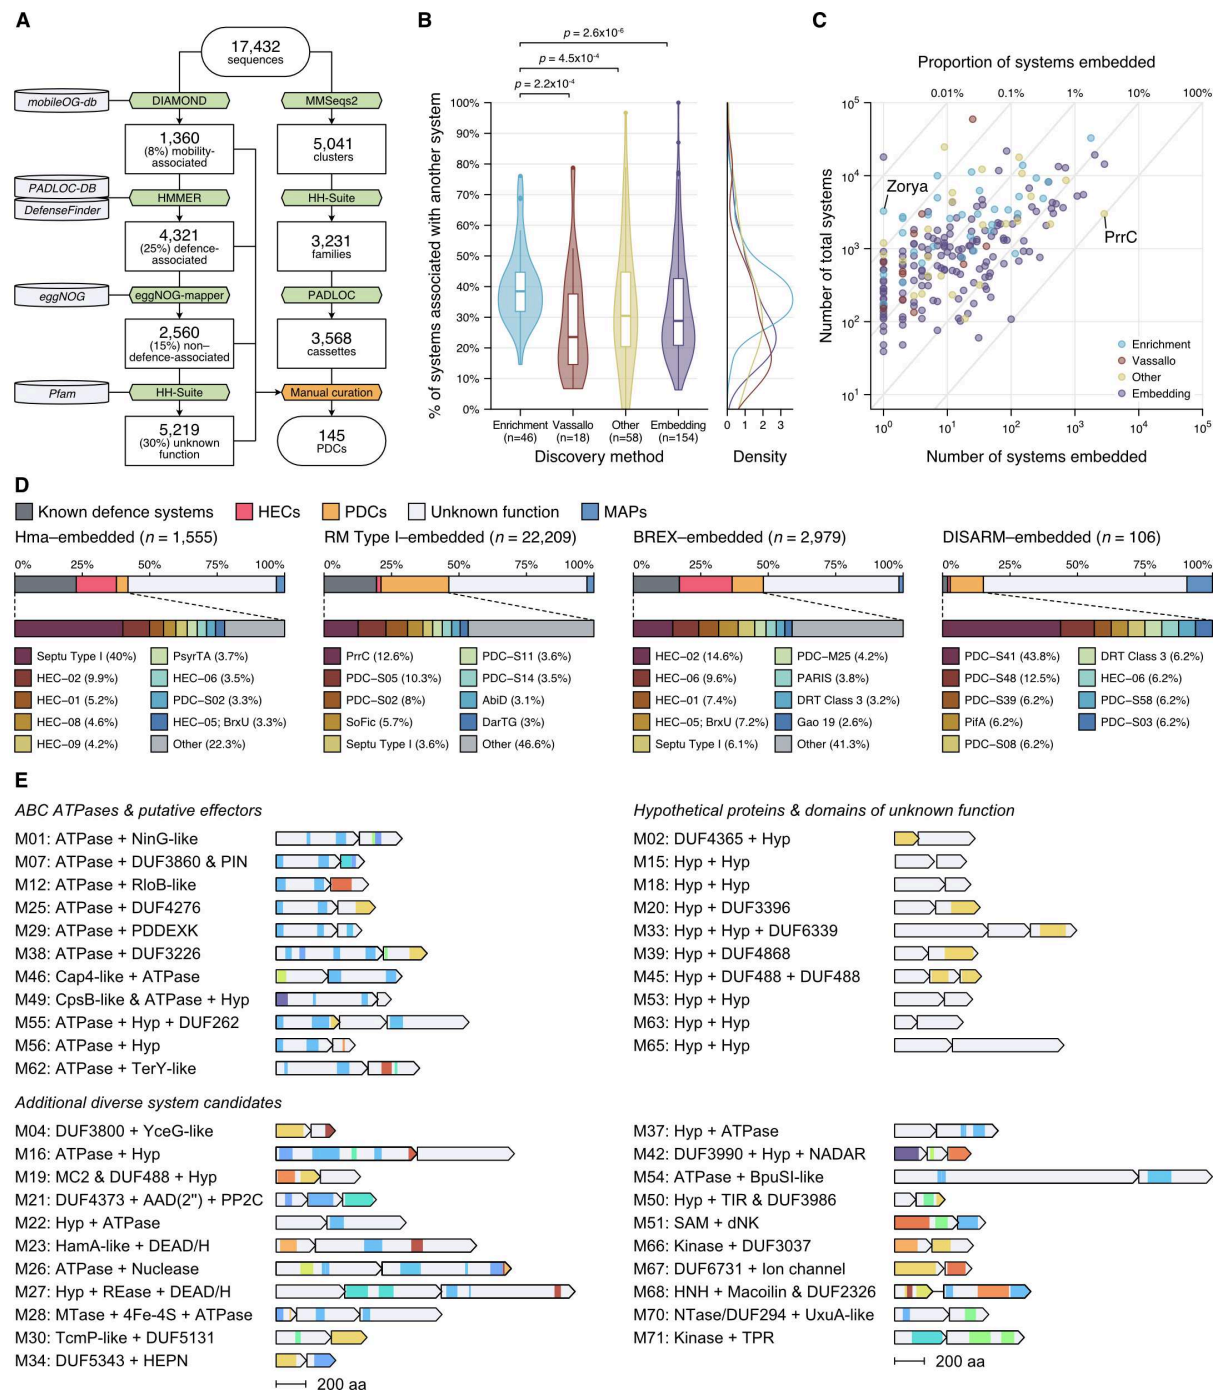 A
17,432
sequences
mobileOG-db
DIAMOND
MMSeqs2
1,360
(8%) mobility-
associated
5,041
clusters
PADLOC-DB
DefenseFinder
HMMER
HH-Suite
4,321
(25%) defence-
associated
3,231
families
eggNOG
eggNOG-mapper
PADLOC
2,560
(15%) non–
defence-associated
3,568
cassettes
Pfam
HH-Suite
Manual curation
5,219
(30%) unknown
function
145
PDCs
B
p = 2.6x10-6
p = 4.5x10-4
p = 2.2x10-4
% of systems associated with another system
100%
90%
80%
70%
60%
50%
40%
30%
20%
10%
0%
Enrichment
(n=46)
Vassallo
(n=18)
Other
(n=58)
Embedding
(n=154)
Discovery method
0 1 2 3
Density
C
Proportion of systems embedded
0.01% 0.1% 1% 10% 100%
Number of total systems
105
104
103
102
101
Zorya
PrrC
Enrichment
Vassallo
Other
Embedding
100 101 102 103 104 105
Number of systems embedded
D
Known defence systems
HECs
PDCs
Unknown function
MAPs
Hma–embedded (n = 1,555)
0% 25% 50% 75% 100%
Septu Type I (40%)
HEC–02 (9.9%)
HEC–01 (5.2%)
HEC–08 (4.6%)
HEC–09 (4.2%)
PsyrTA (3.7%)
HEC–06 (3.5%)
PDC–S02 (3.3%)
HEC–05; BrxU (3.3%)
Other (22.3%)
RM Type I–embedded (n = 22,209)
0% 25% 50% 75% 100%
PrrC (12.6%)
PDC–S05 (10.3%)
PDC–S02 (8%)
SoFic (5.7%)
Septu Type I (3.6%)
PDC–S11 (3.6%)
PDC–S14 (3.5%)
AbiD (3.1%)
DarTG (3%)
Other (46.6%)
BREX–embedded (n = 2,979)
0% 25% 50% 75% 100%
HEC–02 (14.6%)
HEC–06 (9.6%)
HEC–01 (7.4%)
HEC–05; BrxU (7.2%)
Septu Type I (6.1%)
PDC–M25 (4.2%)
PARIS (3.8%)
DRT Class 3 (3.2%)
Gao 19 (2.6%)
Other (41.3%)
DISARM–embedded (n = 106)
0% 25% 50% 75% 100%
PDC–S41 (43.8%)
PDC–S48 (12.5%)
PDC–S39 (6.2%)
PifA (6.2%)
PDC–S08 (6.2%)
DRT Class 3 (6.2%)
HEC–06 (6.2%)
PDC–S58 (6.2%)
PDC–S03 (6.2%)
E
ABC ATPases & putative effectors
M01: ATPase + NinG-like
M07: ATPase + DUF3860 & PIN
M12: ATPase + RloB-like
M25: ATPase + DUF4276
M29: ATPase + PDDEXK
M38: ATPase + DUF3226
M46: Cap4-like + ATPase
M49: CpsB-like & ATPase + Hyp
M55: ATPase + Hyp + DUF262
M56: ATPase + Hyp
M62: ATPase + TerY-like
Hypothetical proteins & domains of unknown function
M02: DUF4365 + Hyp
M15: Hyp + Hyp
M18: Hyp + Hyp
M20: Hyp + DUF3396
M33: Hyp + Hyp + DUF6339
M39: Hyp + DUF4868
M45: Hyp + DUF488 + DUF488
M53: Hyp + Hyp
M63: Hyp + Hyp
M65: Hyp + Hyp
Additional diverse system candidates
M04: DUF3800 + YceG-like
M16: ATPase + Hyp
M19: MC2 & DUF488 + Hyp
M21: DUF4373 + AAD(2") + PP2C
M22: Hyp + ATPase
M23: HamA-like + DEAD/H
M26: ATPase + Nuclease
M27: Hyp + REase + DEAD/H
M28: MTase + 4Fe-4S + ATPase
M30: TcmP-like + DUF5131
M34: DUF5343 + HEPN
200 aa
M37: Hyp + ATPase
M42: DUF3990 + Hyp + NADAR
M54: ATPase + BpuSI-like
M50: Hyp + TIR & DUF3986
M51: SAM + dNK
M66: Kinase + DUF3037
M67: DUF6731 + Ion channel
M68: HNH + Macoilin & DUF2326
M70: NTase/DUF294 + UxuA-like
M71: Kinase + TPR
200 aa